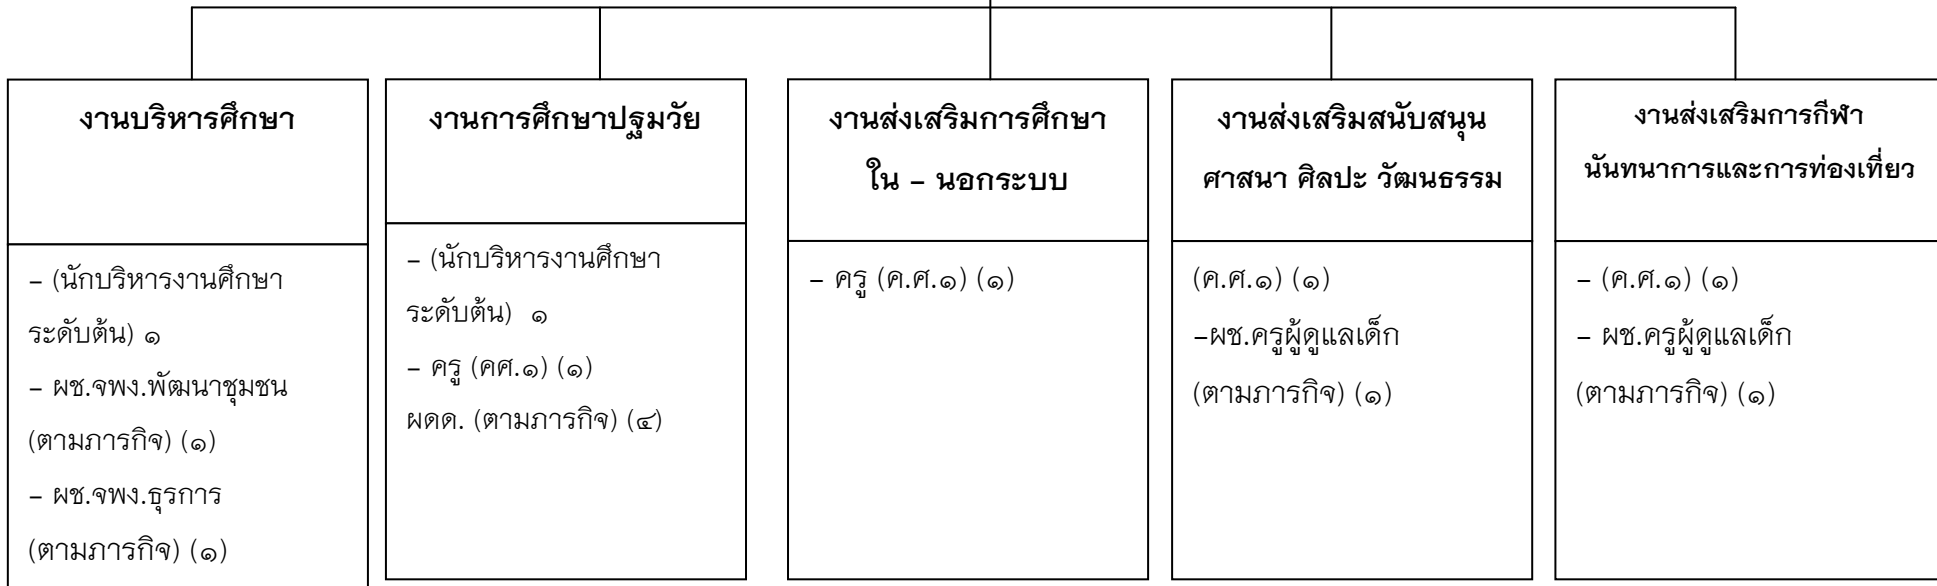 งานบริหารศึกษา
– (นักบริหารงานศึกษา
ระดับต้น) ๑
– ผช.จพง.พัฒนาชุมชน
(ตามภารกิจ) (๑)
– ผช.จพง.ธุรการ
(ตามภารกิจ) (๑)
งานการศึกษาปฐมวัย
– (นักบริหารงานศึกษา
ระดับต้น) ๑
– ครู (คศ.๑) (๑)
ผดด. (ตามภารกิจ) (๔)
งานส่งเสริมการศึกษา
ใน – นอกระบบ
– ครู (ค.ศ.๑) (๑)
งานส่งเสริมสนับสนุน
ศาสนา ศิลปะ วัฒนธรรม
(ค.ศ.๑) (๑)
–ผช.ครูผู้ดูแลเด็ก
(ตามภารกิจ) (๑)
งานส่งเสริมการกีฬา
นันทนาการและการท่องเที่ยว
– (ค.ศ.๑) (๑)
– ผช.ครูผู้ดูแลเด็ก
(ตามภารกิจ) (๑)